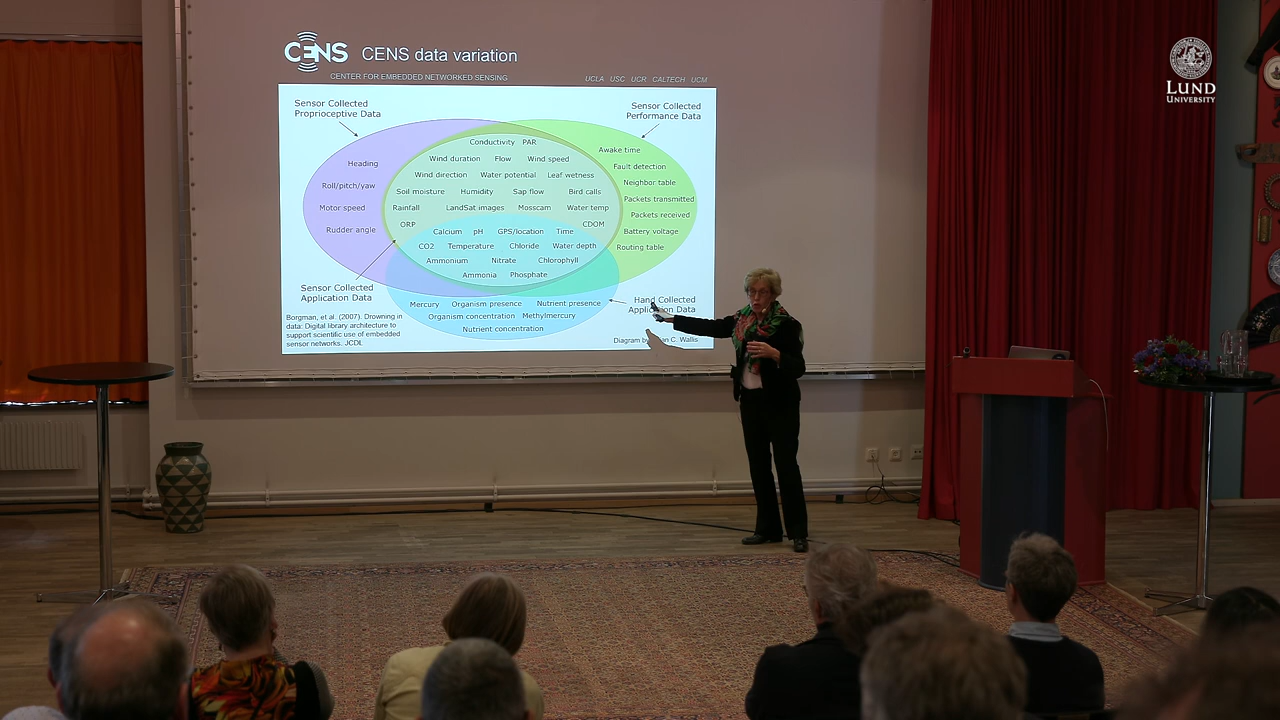 CENS
CENS data variation
CENTER FOR EMBEDDED NETWORKED SENSING
UCLA USC UCR CALTECH UCM
LUND
UNIVERSITY
Sensor Collected
Proprioceptive Data
Sensor Collected
Performance Data
Heading
Roll/pitch/yaw
Motor speed
Rudder angle
Conductivity PAR
Wind duration Flow Wind speed
Wind direction Water potential Leaf wetness
Soil moisture Humidity Sap flow Bird calls
Rainfall LandSat images Mosscam Water temp
ORP CDOM
Calcium pH GPS/location Time
CO2 Temperature Chloride Water depth
Ammonium Nitrate Chlorophyll
Ammonia Phosphate
Awake time
Fault detection
Neighbor table
Packets transmitted
Packets received
Battery voltage
Routing table
Sensor Collected
Application Data
Hand Collected
Application Data
Mercury Organism presence Nutrient presence
Organism concentration Methylmercury
Nutrient concentration
Borgman, et al. (2007). Drowning in
data: Digital library architecture to
support scientific use of embedded
sensor networks. JCDL
Diagram by C. Wallis